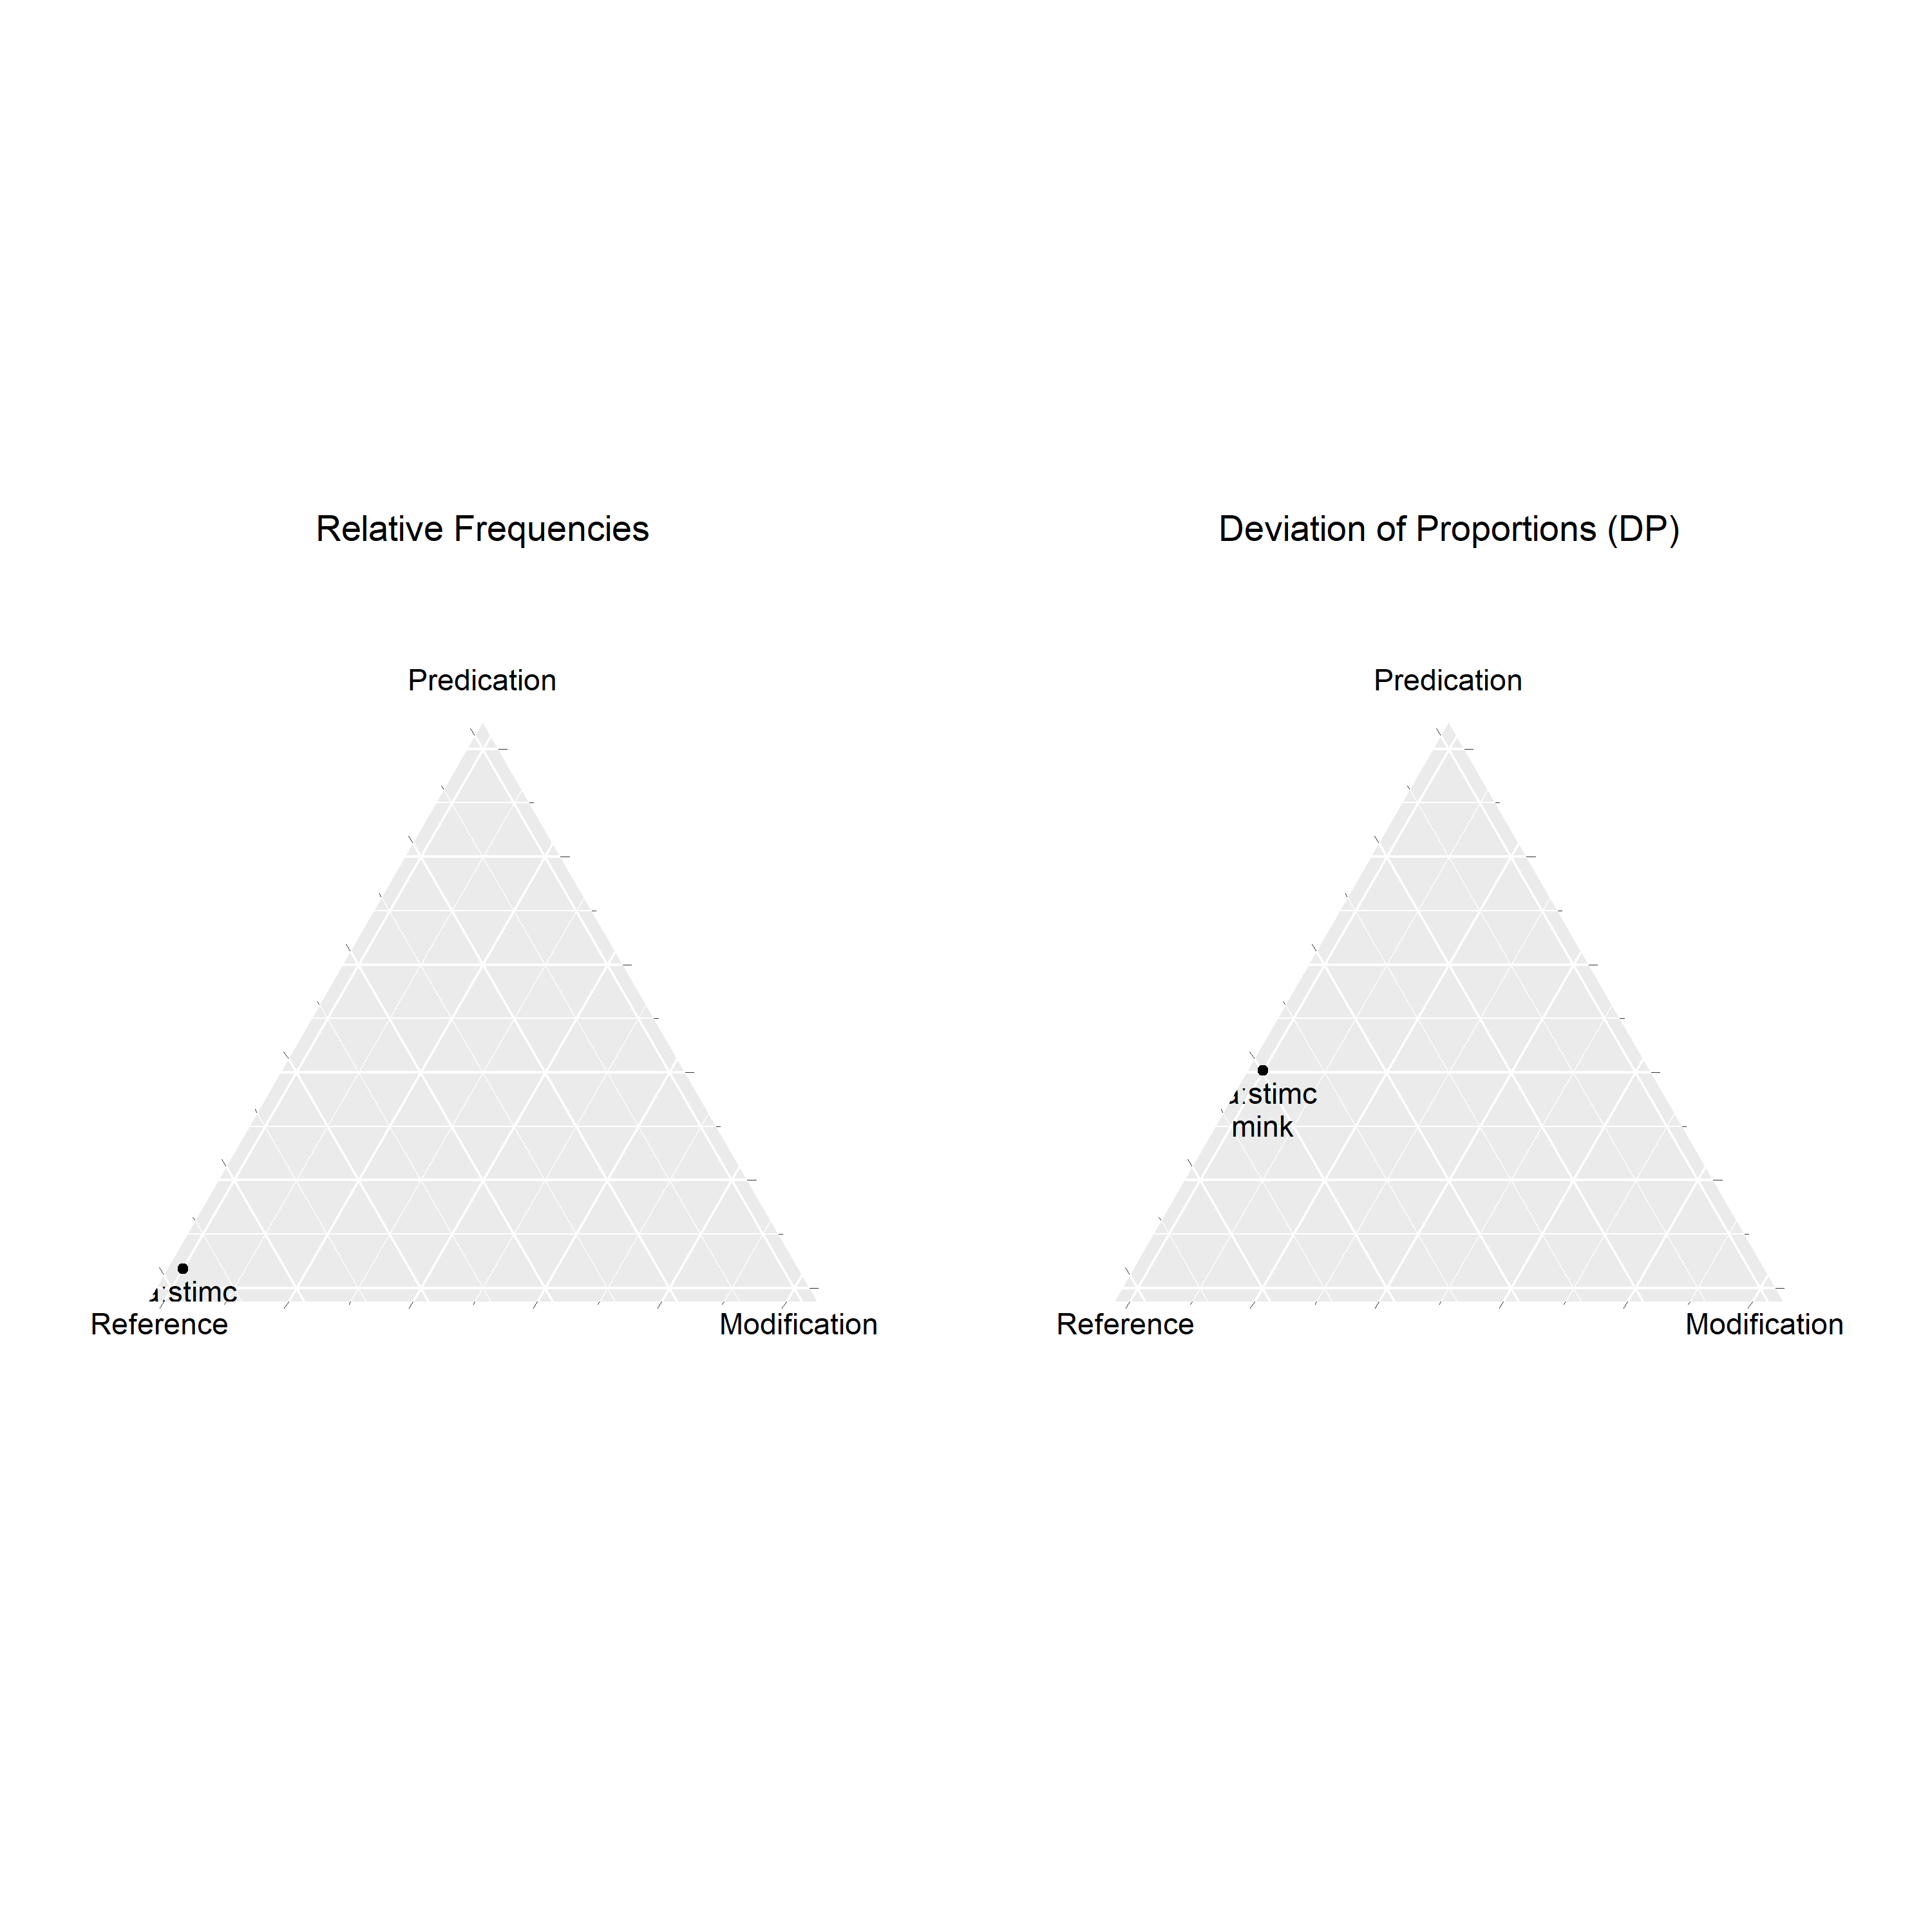 Relative Frequencies
Deviation of Proportions (DP)
Predication
Predication
a:stimc
mink
a:stimc
Reference
Modification
Reference
Modification